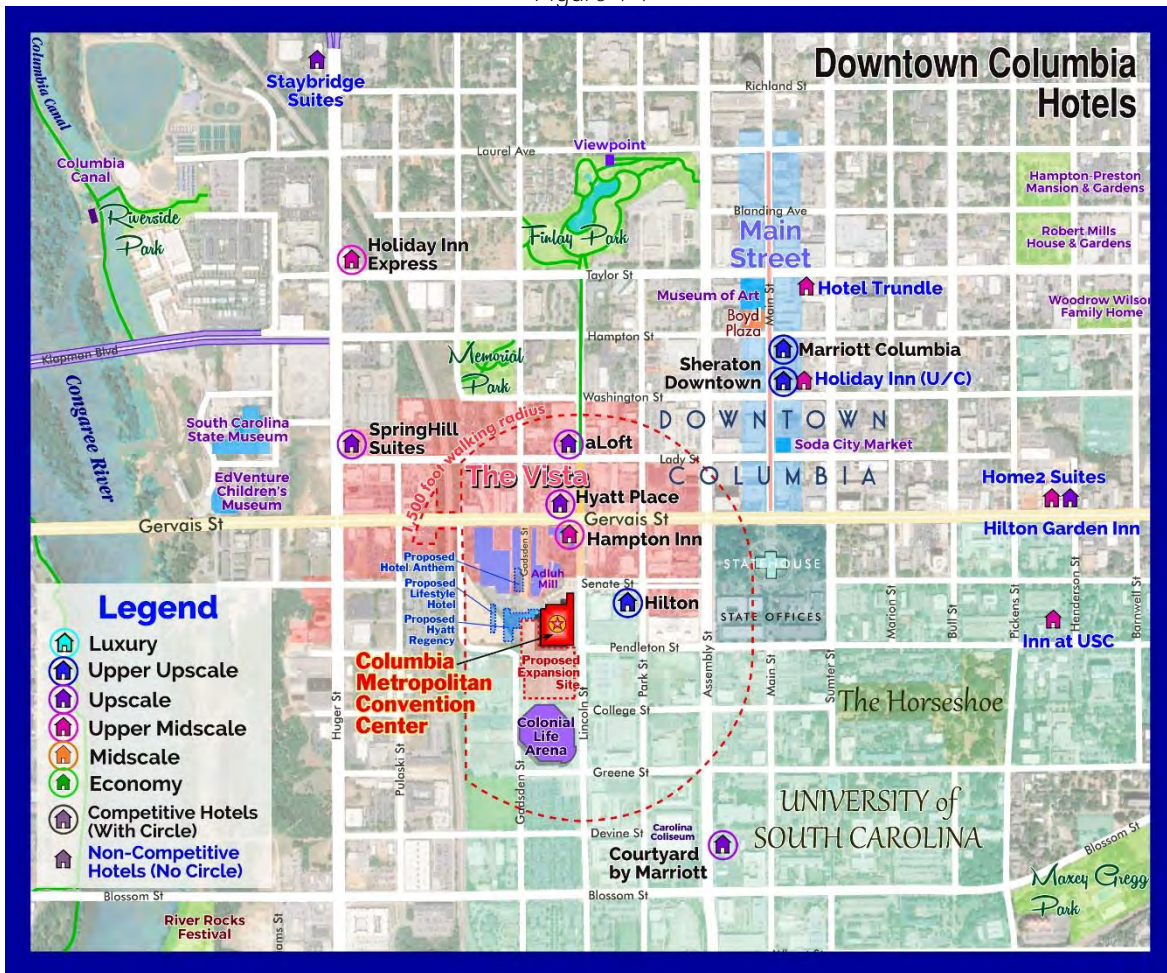 Downtown Columbia
Hotels
Columbia Canal
Staybridge
Suites
Richland St
Laurel Ave
Viewpoint
Columbia
Canal
Riverside
Park
Finlay Park
Hampton-Preston
Mansion & Gardens
Blanding Ave
Main
Street
Robert Mills
House & Gardens
Holiday Inn
Express
Taylor St
Museum of Art
Main St
Hotel Trundle
Woodrow Wilson
Family Home
Boyd
Plaza
Hampton St
Klapman Blvd
Memorial
Park
Marriott Columbia
Sheraton
Downtown
Holiday Inn (U/C)
Congaree River
Washington St
South Carolina
State Museum
SpringHill
Suites
500 foot walking radius
aLoft
DOWNTOWN
Soda City Market
Lady St
The Vista
COLUMBIA
EdVenture
Children's
Museum
Home2 Suites
Hyatt Place
Gervais St
Gervais St
Hilton Garden Inn
Hampton Inn
Gadsden St
Proposed
Hotel Anthem
Adluh
Mill
STATEHOUSE
Senate St
Proposed
Lifestyle
Hotel
Hilton
STATE OFFICES
Proposed
Hyatt
Regency
Marion St
Bull St
Pickens St
Henderson St
Barnwell St
Inn at USC
Pendleton St
Columbia
Metropolitan
Convention
Center
Proposed
Expansion
Site
Huger St
Pulaski St
Gadsden St
Lincoln St
Park St
Assembly St
Main St
Sumter St
The Horseshoe
College St
Colonial
Life
Arena
Greene St
UNIVERSITY of
SOUTH CAROLINA
Devine St
Carolina
Coliseum
Courtyard
by Marriott
Blossom St
Maxcy Gregg
Park
Blossom St
Blossom St
River Rocks
Festival
ams St
Legend
Luxury
Upper Upscale
Upscale
Upper Midscale
Midscale
Economy
Competitive Hotels
(With Circle)
Non-Competitive
Hotels (No Circle)